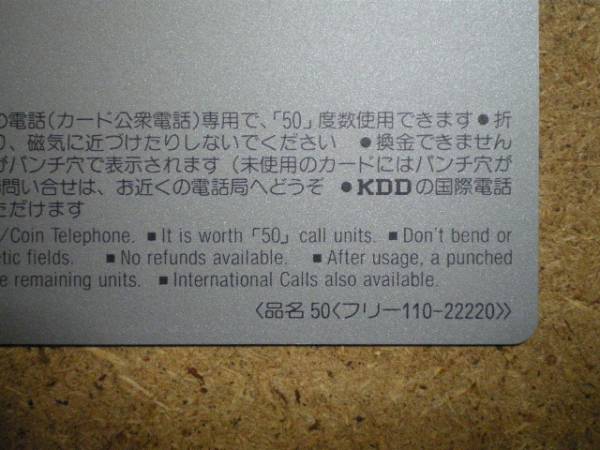 の電話(カード公衆電話)専用で、「50」度数使用できます●折
り、磁気に近づけたりしないでください ●換金できません
がパンチ穴で表示されます (未使用のカードにはパンチ穴が
お問い合せは、お近くの電話局へどうぞ ●KDDの国際電話
ただけます
/Coin Telephone. ■ It is worth「50」call units. ■ Don't bend or
etic fields. ■ No refunds available. ■ After usage, a punched
e remaining units. ■ International Calls also available.
〈品名 50〈フリー110-22220〉〉